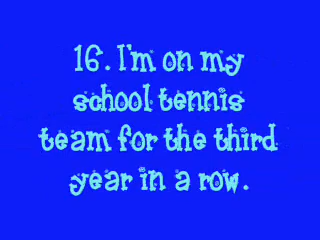 16. I'm on my
school tennis
team for the third
year in a row.